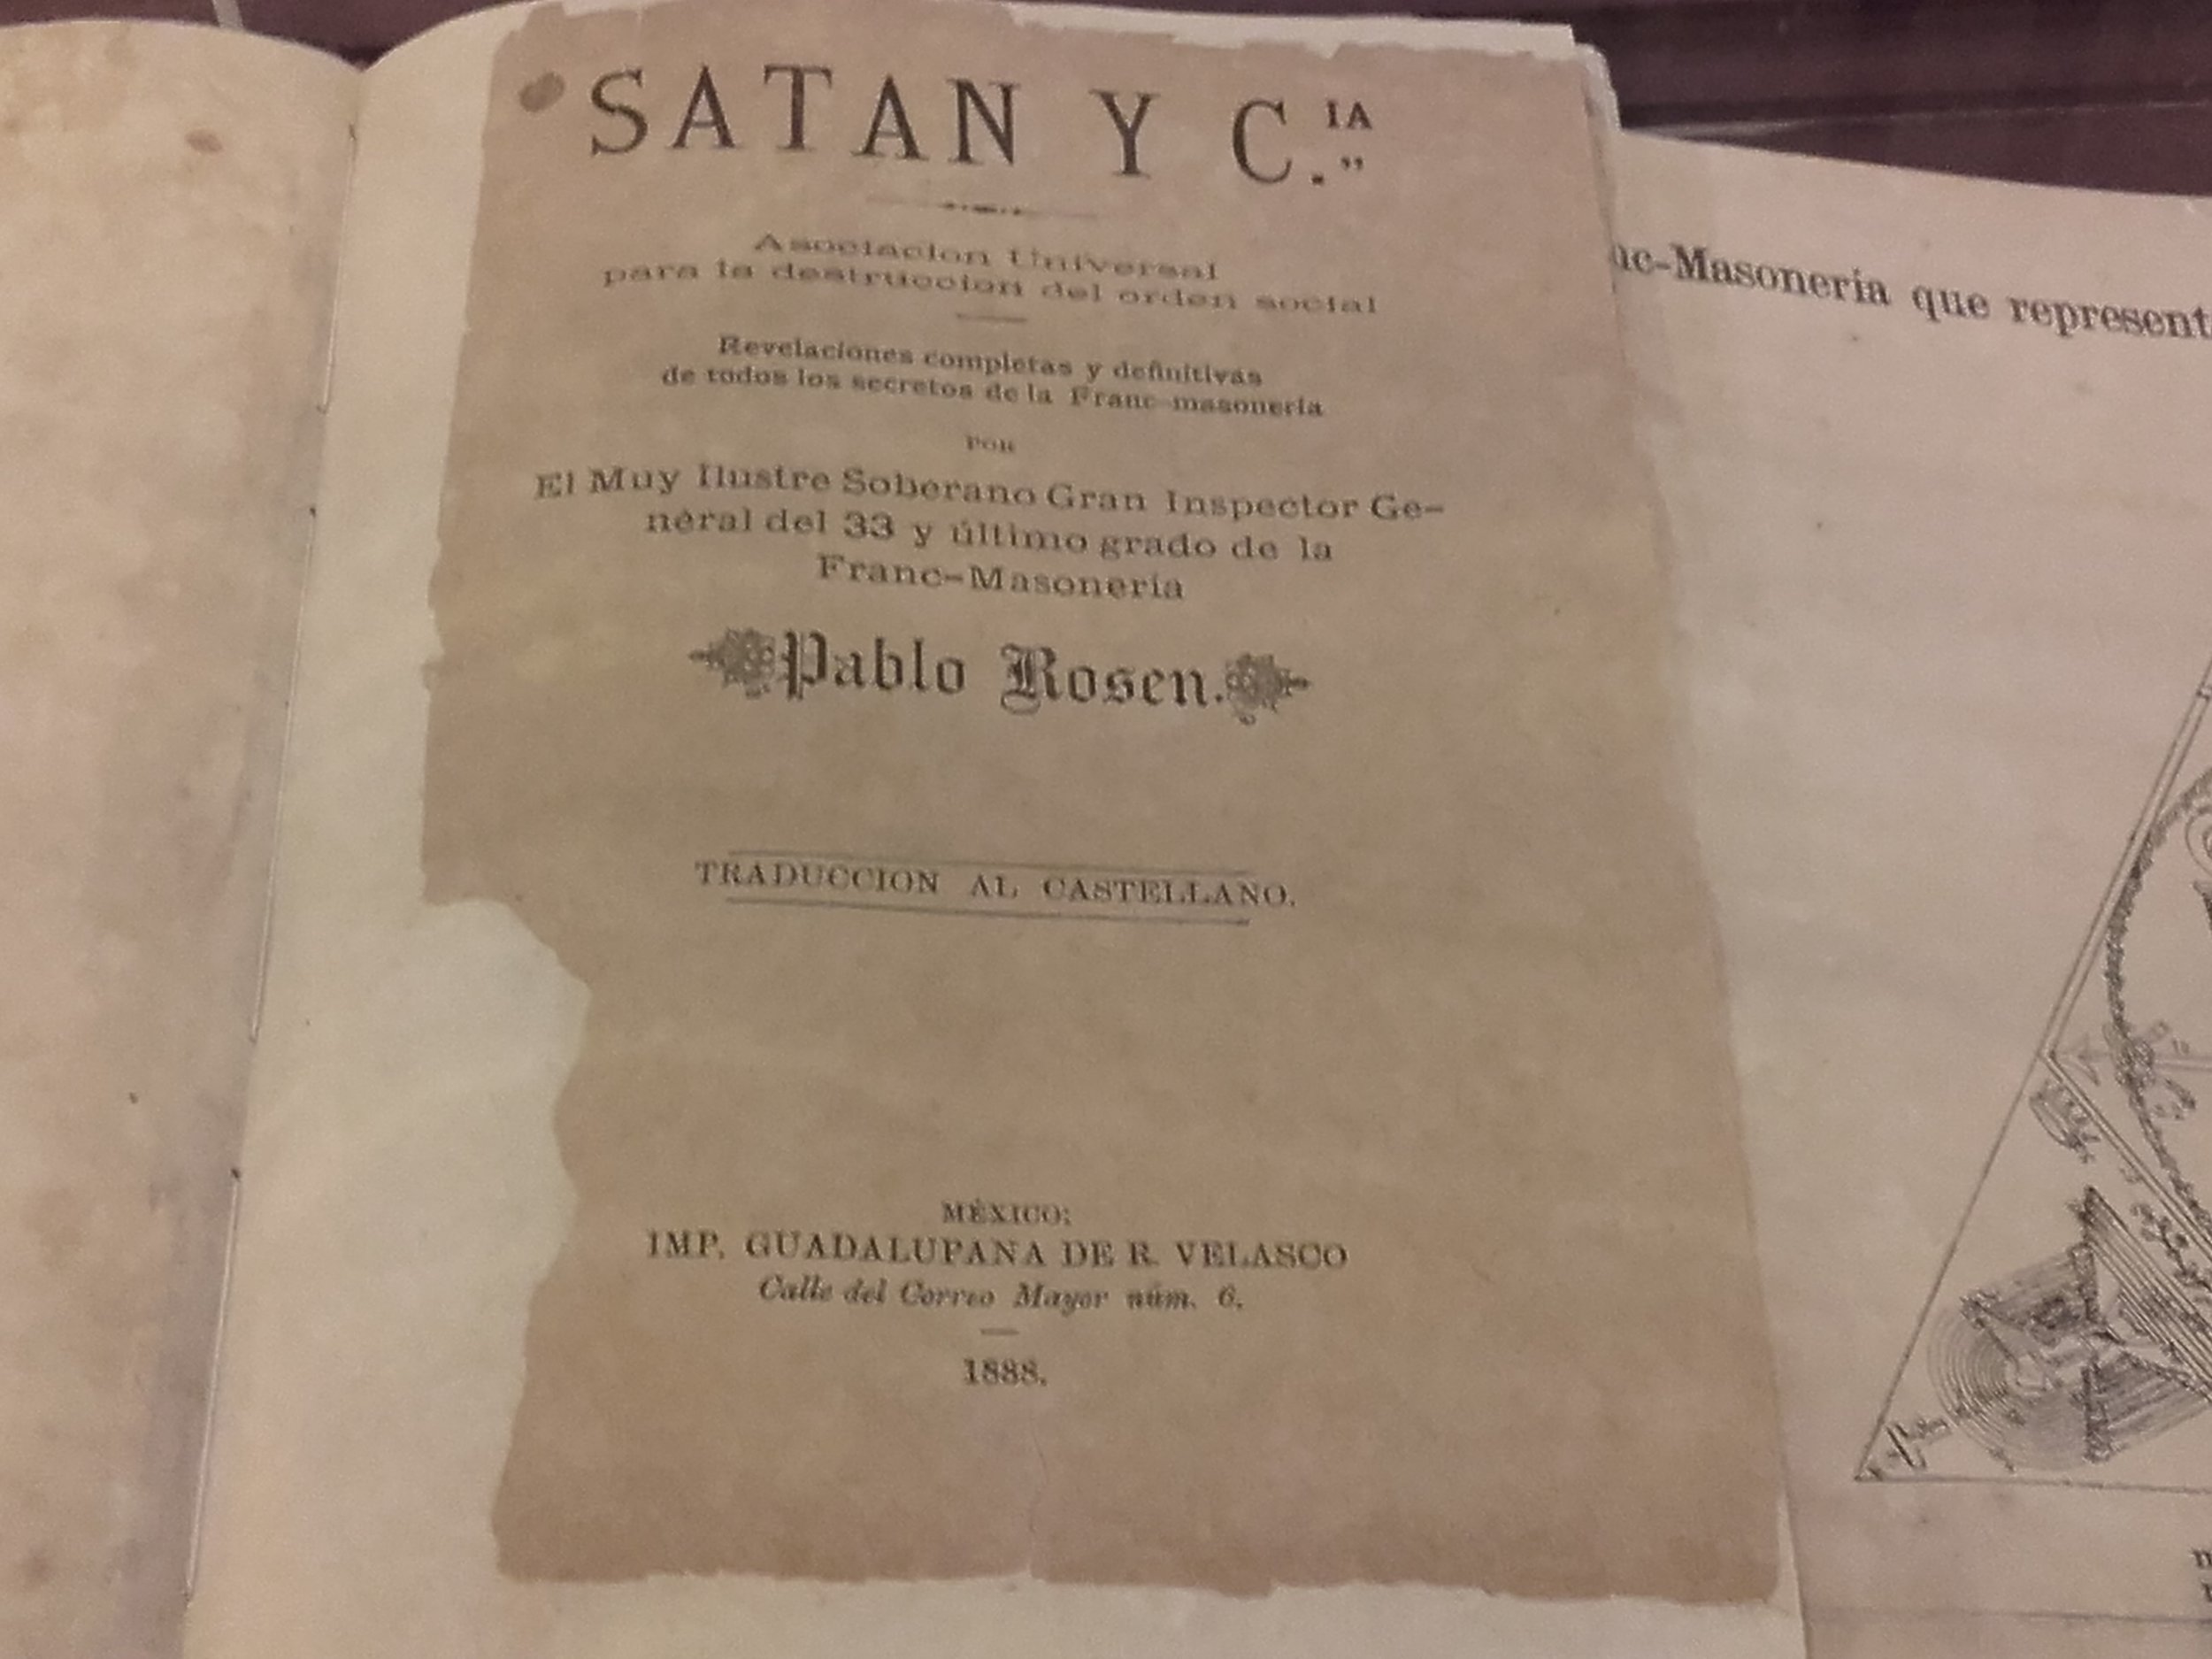 SATAN Y C.IA„
Asociacion Universal
para la destruccion del orden social
Revelaciones completas y definitivas
de todos los secretos de la Franc-masonería
POR
El Muy Ilustre Soberano Gran Inspector Ge-
neral del 33 y último grado de la
Franc-Masonería
Pablo Rosen.
TRADUCCION AL CASTELLANO.
MÉXICO:
IMP. GUADALUPANA DE R. VELASCO
Calle del Correo Mayor núm. 6.
1888.
nc-Masonería que represent